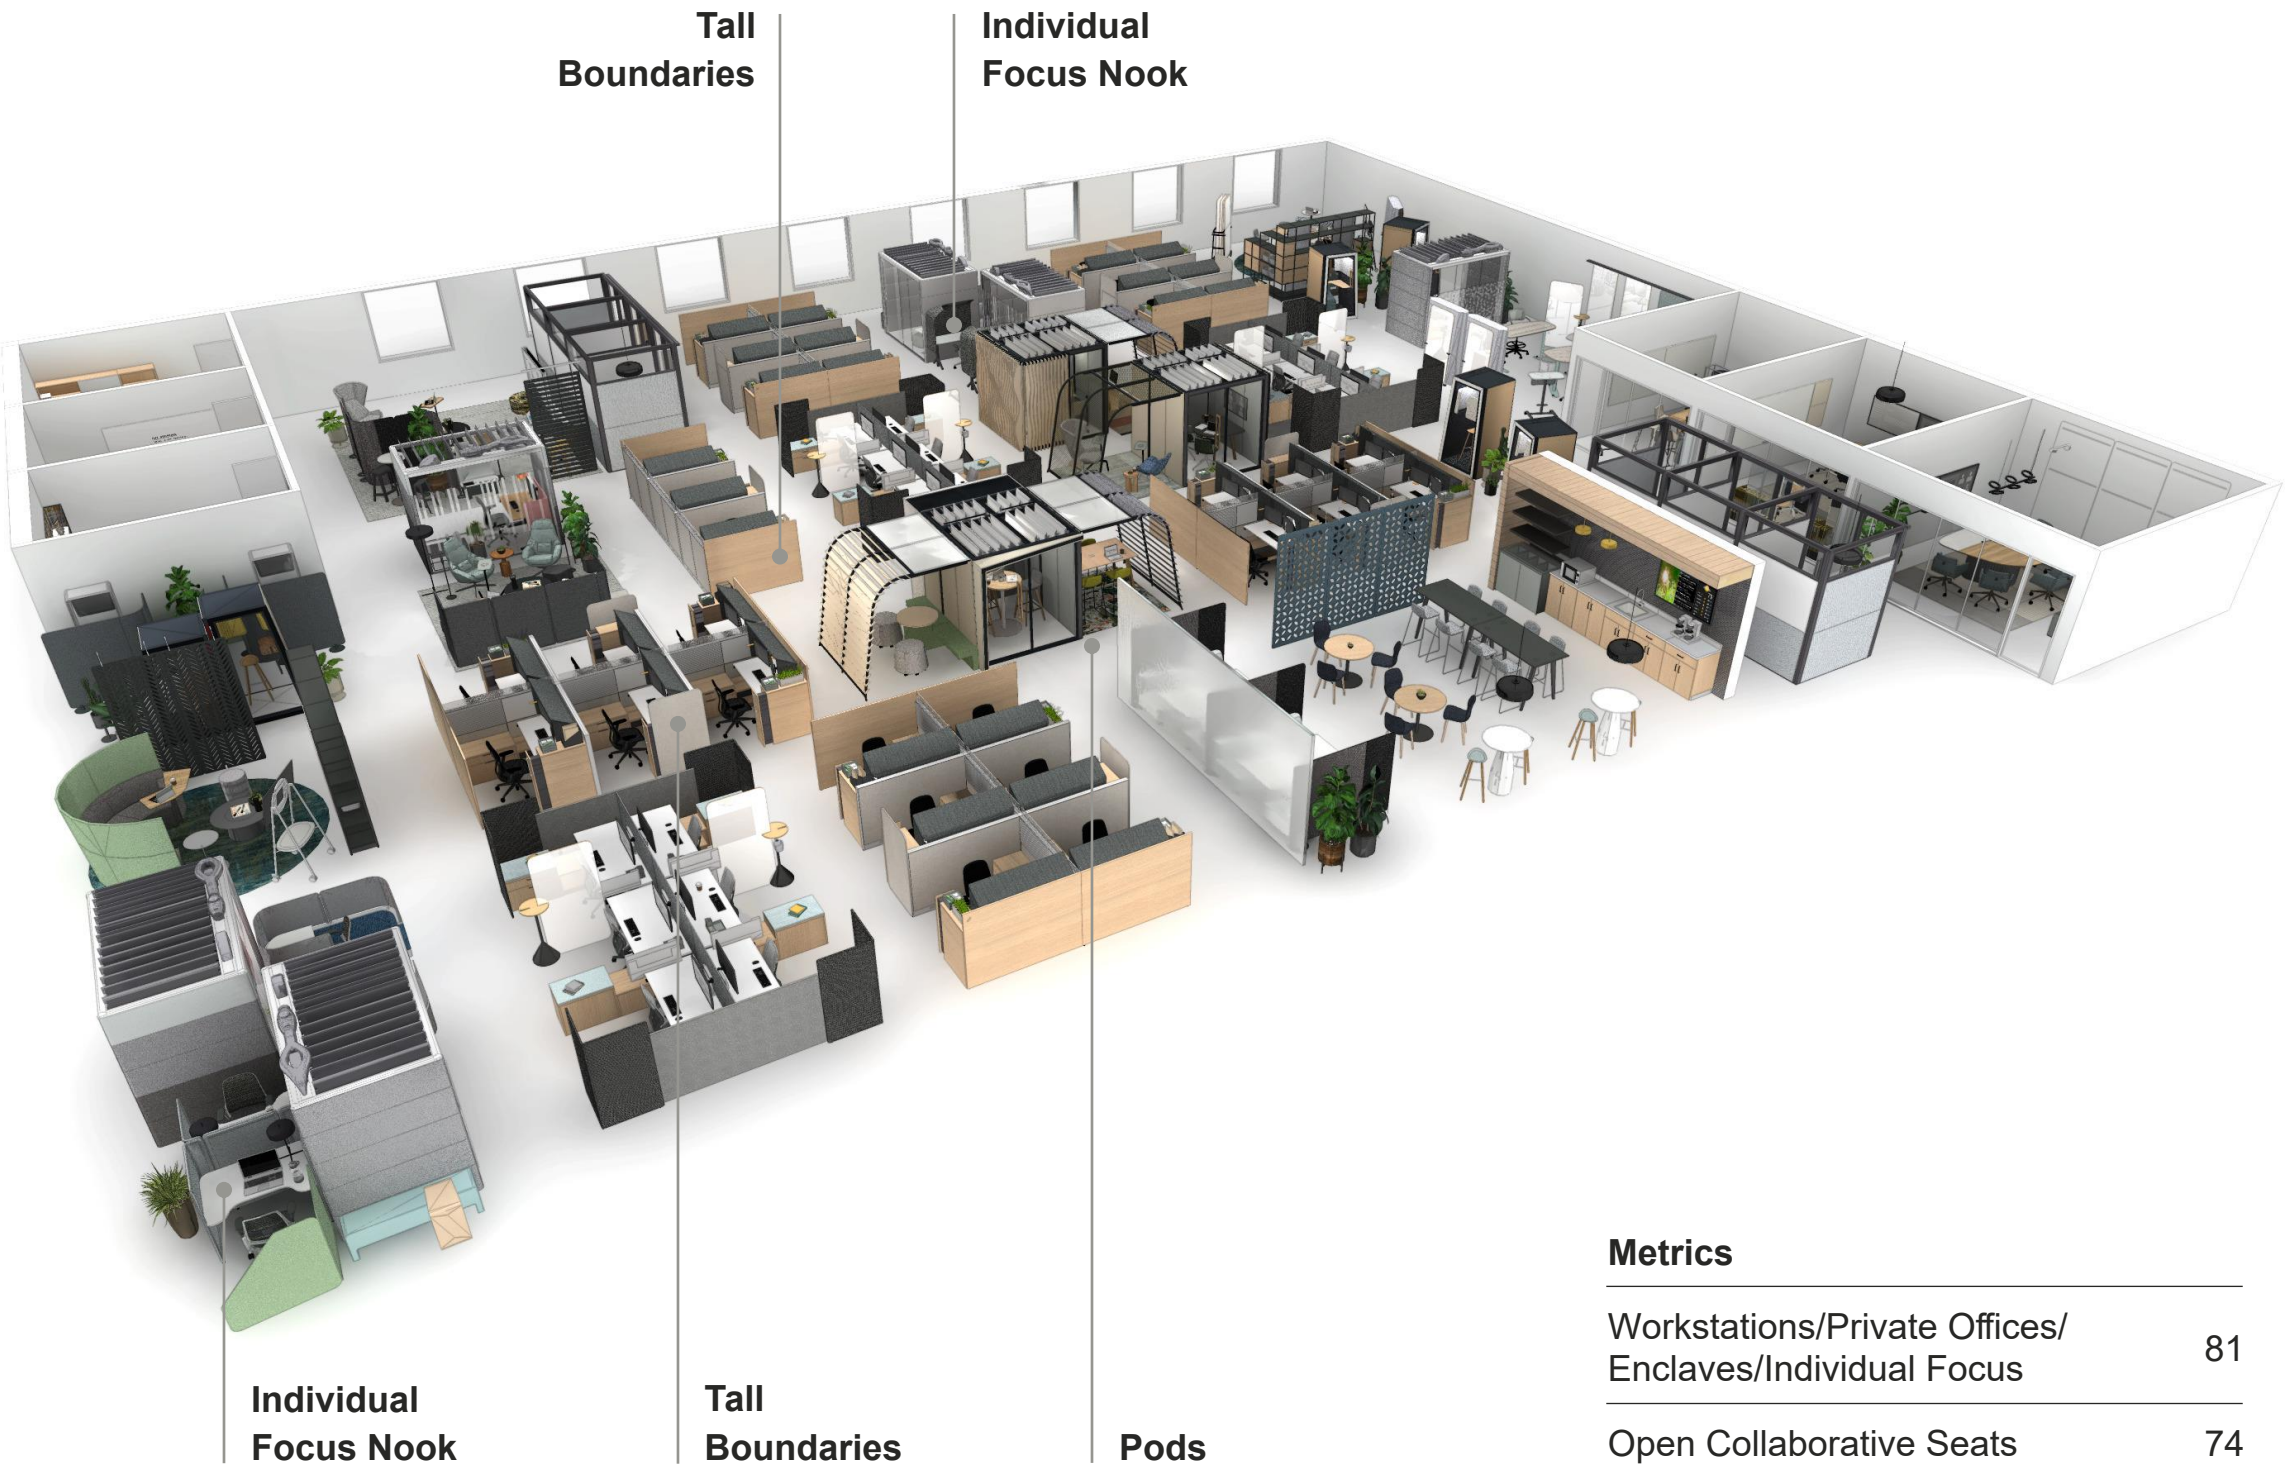 Tall
Boundaries
Individual
Focus Nook
Individual
Focus Nook
Tall
Boundaries
Pods
Metrics
Workstations/Private Offices/
Enclaves/Individual Focus
81
Open Collaborative Seats
74